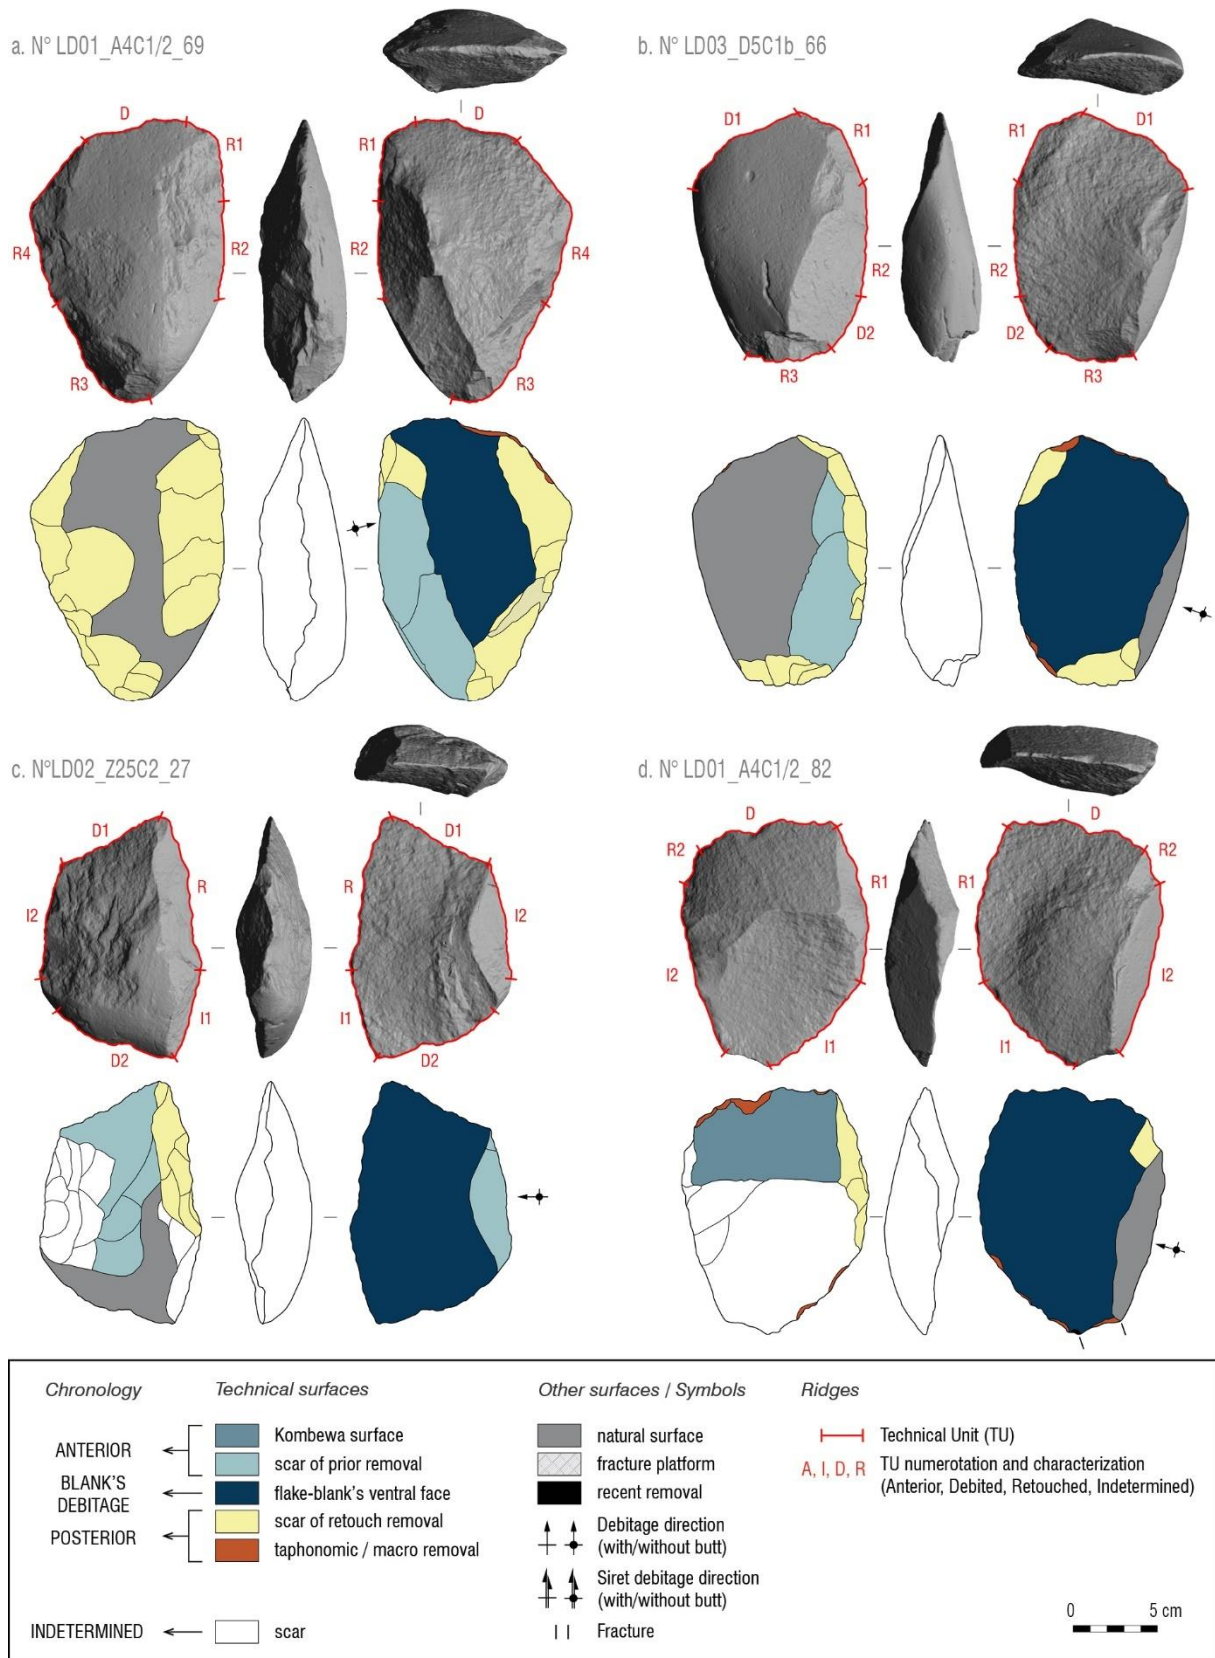 a. N° LD01_A4C1/2_69
b. N° LD03_D5C1b_66
D
D
R1
R1
R4
R2
R2
R4
R3
R3
D1
R1
R1
D1
R2
R2
D2
D2
R3
R3
c. N°LD02_Z25C2_27
d. N° LD01_A4C1/2_82
D1
D1
I2
R
R
I2
I1
I1
D2
D2
D
D
R2
R1
R1
R2
I2
I2
I1
I1
Chronology
Technical surfaces
Other surfaces / Symbols
Ridges
ANTERIOR
Kombewa surface
scar of prior removal
BLANK'S
DEBITAGE
flake-blank's ventral face
POSTERIOR
scar of retouch removal
taphonomic / macro removal
INDETERMINED
scar
natural surface
fracture platform
recent removal
Debitage direction
(with/without butt)
Siret debitage direction
(with/without butt)
Fracture
Technical Unit (TU)
A, I, D, R
TU numerotation and characterization
(Anterior, Debited, Retouched, Indetermined)
0 5 cm